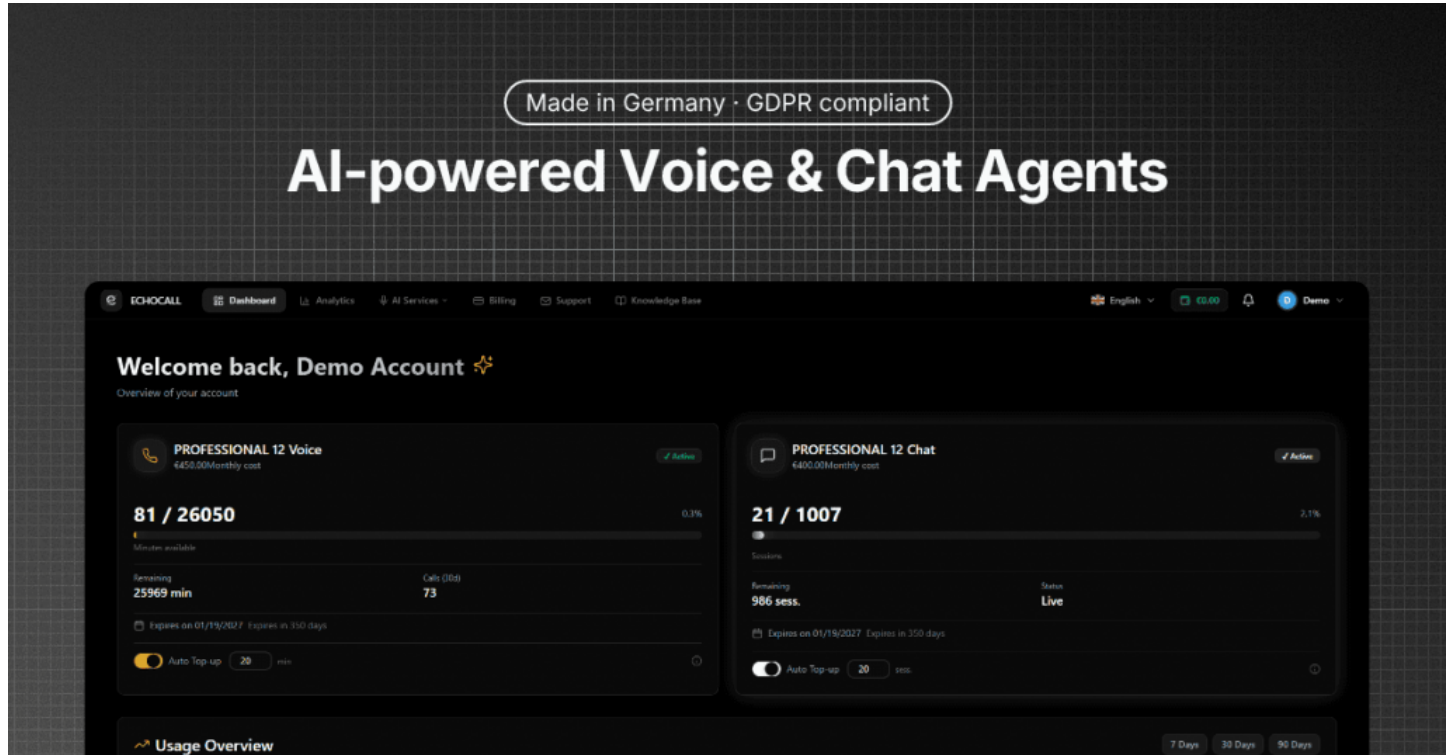 Made in Germany · GDPR compliant
AI-powered Voice & Chat Agents
ECHOCALL Dashboard Analytics AI Services Billing Support Knowledge Base English €0.00 D Demo
Welcome back, Demo Account
Overview of your account
PROFESSIONAL 12 Voice
€450.00Monthly cost
✓ Active
81 / 26050
0.3%
Minutes available
Remaining Calls (30d)
25969 min 73
Expires on 01/19/2027 Expires in 350 days
Auto Top-up 20 min
PROFESSIONAL 12 Chat
€400.00Monthly cost
✓ Active
21 / 1007
2.1%
Sessions
Remaining Status
986 sess. Live
Expires on 01/19/2027 Expires in 350 days
Auto Top-up 20 sess.
Usage Overview 7 Days 30 Days 90 Days